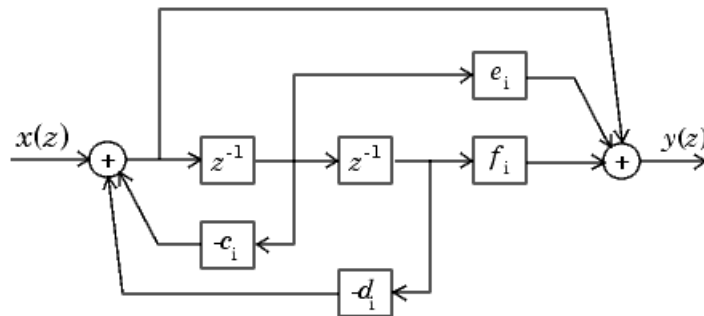 e_i
x(z)
y(z)
+
z^{-1}
z^{-1}
f_i
+
-c_i
-d_i